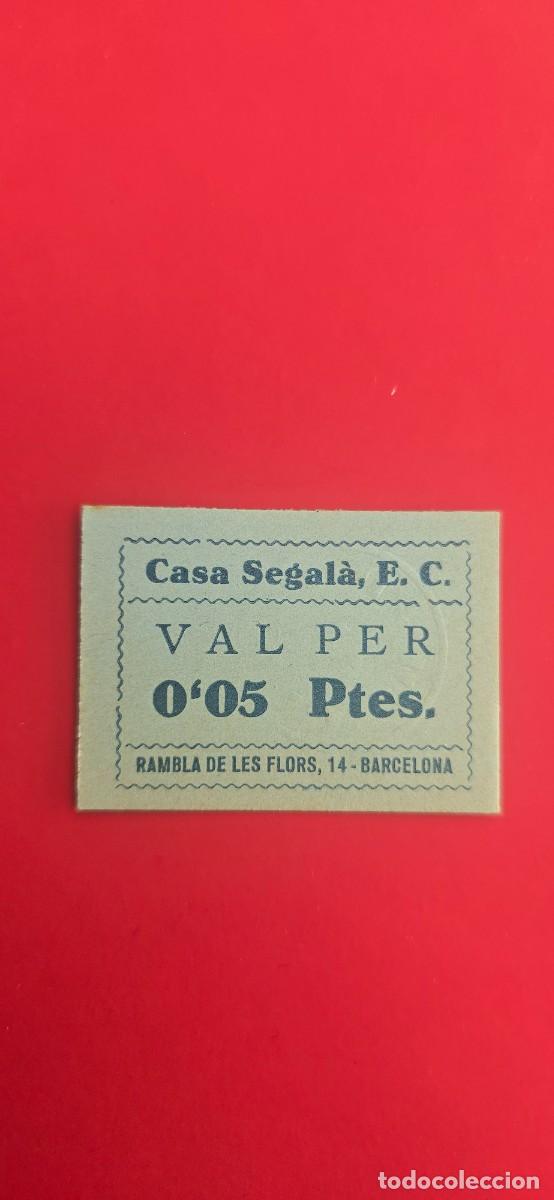 Casa Segalà, E. C.
VAL PER
0'05 Ptes.
RAMBLA DE LES FLORS, 14 - BARCELONA
todocoleccion